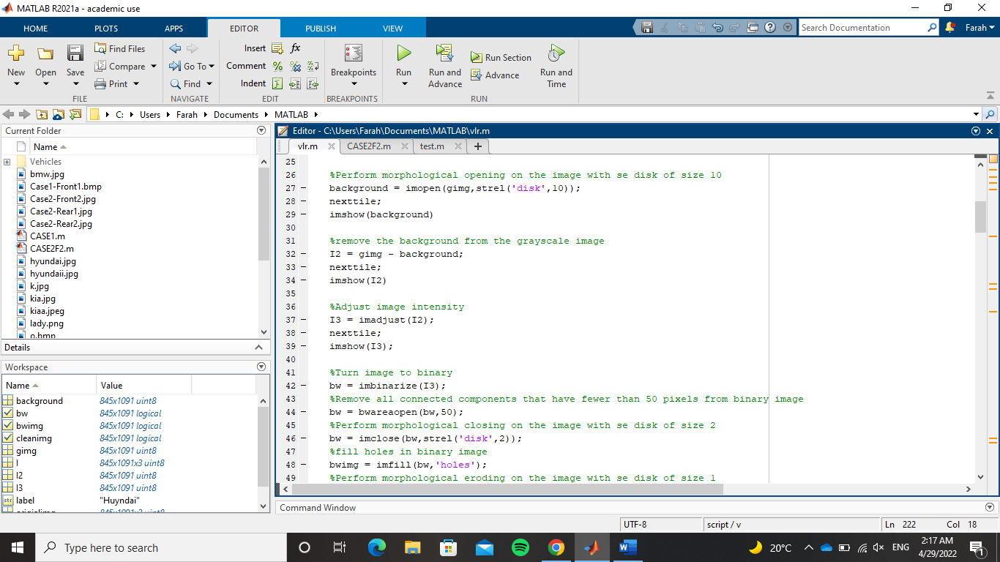 MATLAB R2021a - academic use
HOME PLOTS APPS EDITOR PUBLISH VIEW Search Documentation Farah
New Open Save Find Files Compare Print
Go To Find
Insert fx
Comment
Indent
Breakpoints
Run Run and Advance Run Section Advance Run and Time
FILE NAVIGATE EDIT BREAKPOINTS RUN
C: Users Farah Documents MATLAB
Current Folder
Name
Vehicles
bmw.jpg
Case1-Front1.bmp
Case2-Front2.jpg
Case2-Rear1.jpg
Case2-Rear2.jpg
CASE1.m
CASE2F2.m
hyundai.jpg
hyundaii.jpg
k.jpg
kia.jpg
kiaa.jpeg
lady.png
o.bmp
Details
Workspace
Name Value
background 845x1091 uint8
bw 845x1091 logical
bwimg 845x1091 logical
cleanimg 845x1091 logical
gimg 845x1091 uint8
I 845x1091x3 uint8
I2 845x1091 uint8
I3 845x1091 uint8
str label "Huyndai"
Editor - C:\Users\Farah\Documents\MATLAB\vlr.m
vlr.m CASE2F2.m test.m
25
26 %Perform morphological opening on the image with se disk of size 10
27 background = imopen(gimg,strel('disk',10));
28 nexttile;
29 imshow(background)
30
31 %remove the background from the grayscale image
32 I2 = gimg - background;
33 nexttile;
34 imshow(I2)
35
36 %Adjust image intensity
37 I3 = imadjust(I2);
38 nexttile;
39 imshow(I3);
40
41 %Turn image to binary
42 bw = imbinarize(I3);
43 %Remove all connected components that have fewer than 50 pixels from binary image
44 bw = bwareaopen(bw,50);
45 %Perform morphological closing on the image with se disk of size 2
46 bw = imclose(bw,strel('disk',2));
47 %fill holes in binary image
48 bwimg = imfill(bw,'holes');
49 %Perform morphological eroding on the image with se disk of size 1
Command Window
UTF-8 script / v Ln 222 Col 18
Type here to search
20°C ENG 2:17 AM
4/29/2022
1